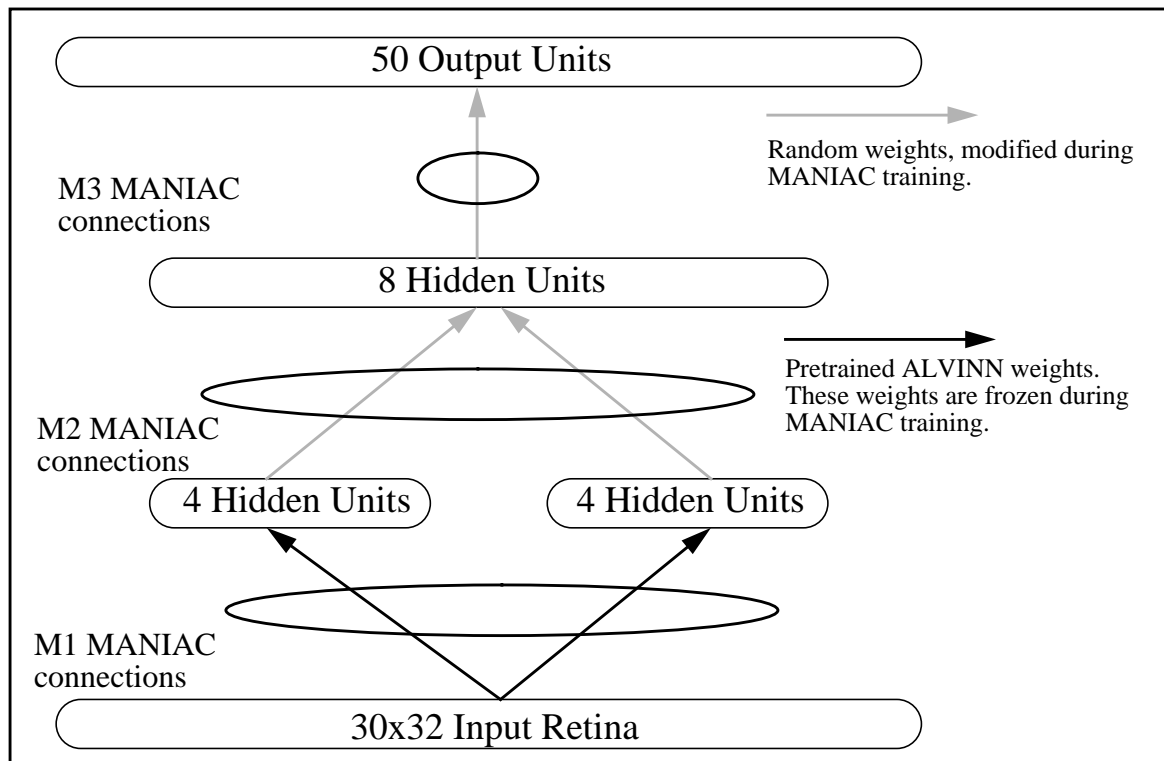 50 Output Units
Random weights, modified during
MANIAC training.
M3 MANIAC
connections
8 Hidden Units
Pretrained ALVINN weights.
These weights are frozen during
MANIAC training.
M2 MANIAC
connections
4 Hidden Units
4 Hidden Units
M1 MANIAC
connections
30x32 Input Retina